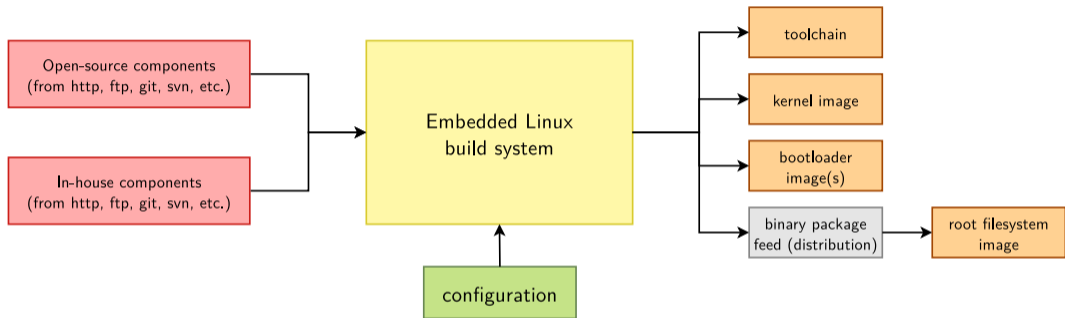 Open-source components
(from http, ftp, git, svn, etc.)
In-house components
(from http, ftp, git, svn, etc.)
Embedded Linux
build system
configuration
toolchain
kernel image
bootloader
image(s)
binary package
feed (distribution)
root filesystem
image